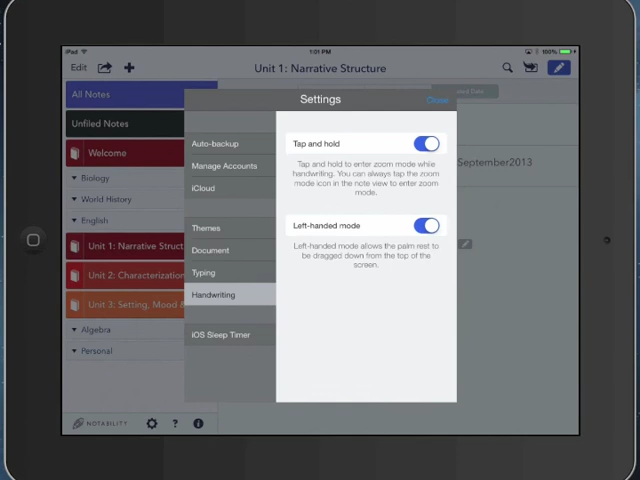 iPad
1:01 PM
100%
Edit
Unit 1: Narrative Structure
All Notes
Unfiled Notes
Welcome
Biology
World History
English
Unit 1: Narrative Struct
Unit 2: Characterization
Unit 3: Setting, Mood &
Algebra
Personal
NOTABILITY
?
Settings
Close
Date
Auto-backup
Manage Accounts
iCloud
Themes
Document
Typing
Handwriting
iOS Sleep Timer
Tap and hold
Tap and hold to enter zoom mode while
handwriting. You can always tap the zoom
mode icon in the note view to enter zoom
mode.
Left-handed mode
Left-handed mode allows the palm rest to
be dragged down from the top of the
screen.
September2013